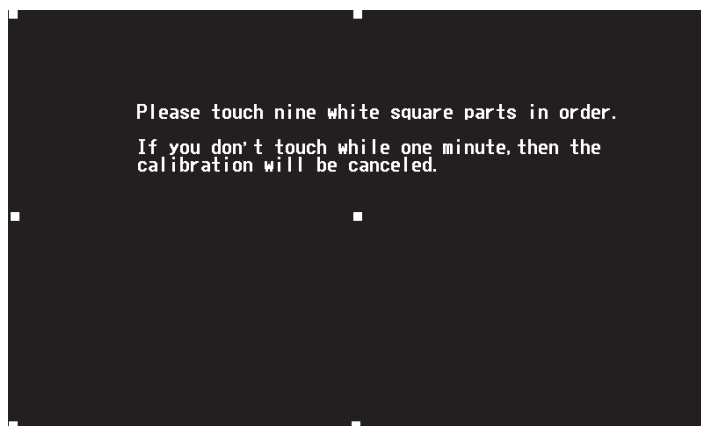 Please touch nine white square parts in order.
If you don't touch while one minute, then the
calibration will be canceled.